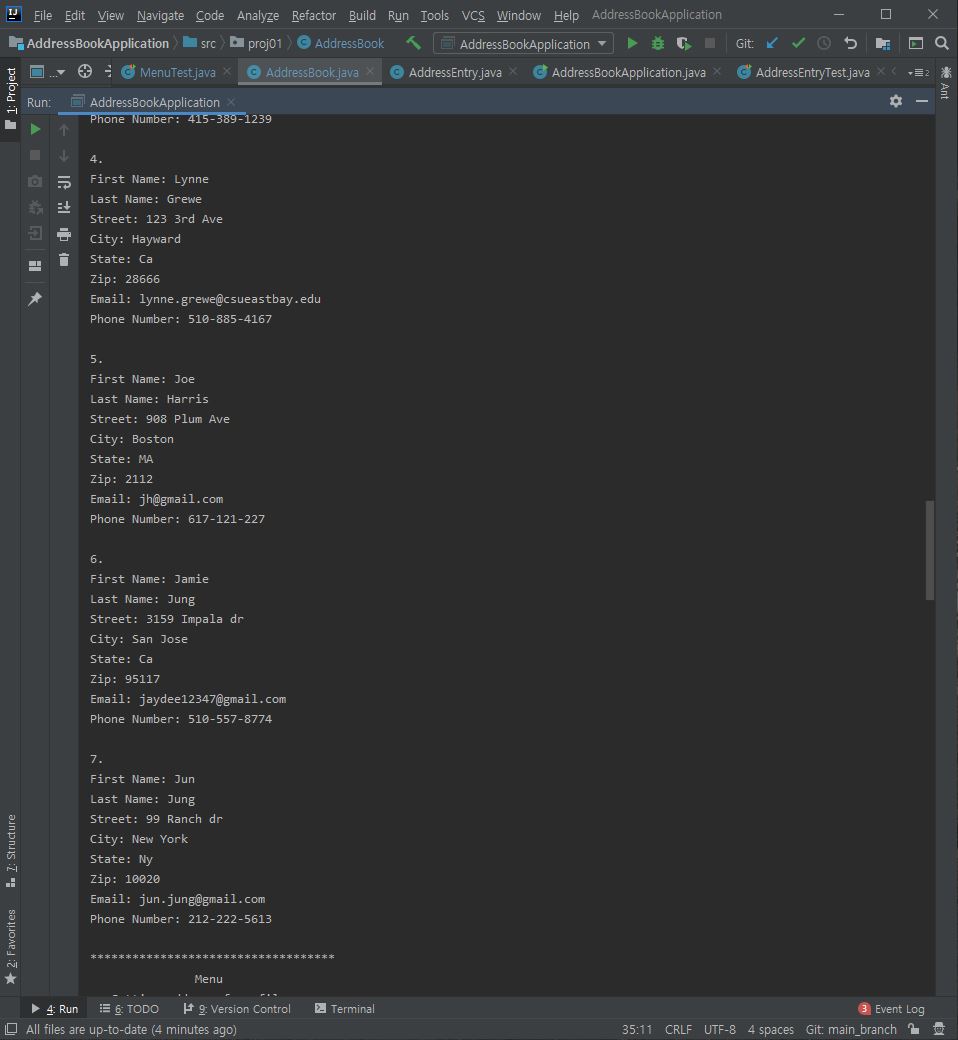 File Edit View Navigate Code Analyze Refactor Build Run Tools VCS Window Help AddressBookApplication
AddressBookApplication src proj01 AddressBook AddressBookApplication Git:
... MenuTest.java AddressBook.java AddressEntry.java AddressBookApplication.java AddressEntryTest.java
1: Project
Ant
Run: AddressBookApplication
Phone Number: 415-389-1239
4.
First Name: Lynne
Last Name: Grewe
Street: 123 3rd Ave
City: Hayward
State: Ca
Zip: 28666
Email: lynne.grewe@csueastbay.edu
Phone Number: 510-885-4167
5.
First Name: Joe
Last Name: Harris
Street: 908 Plum Ave
City: Boston
State: MA
Zip: 2112
Email: jh@gmail.com
Phone Number: 617-121-227
6.
First Name: Jamie
Last Name: Jung
Street: 3159 Impala dr
City: San Jose
State: Ca
Zip: 95117
Email: jaydee12347@gmail.com
Phone Number: 510-557-8774
7.
First Name: Jun
Last Name: Jung
Street: 99 Ranch dr
City: New York
State: Ny
Zip: 10020
Email: jun.jung@gmail.com
Phone Number: 212-222-5613
***********************************
Menu
7: Structure
2: Favorites
4: Run 6: TODO 9: Version Control Terminal 3 Event Log
All files are up-to-date (4 minutes ago) 35:11 CRLF UTF-8 4 spaces Git: main_branch